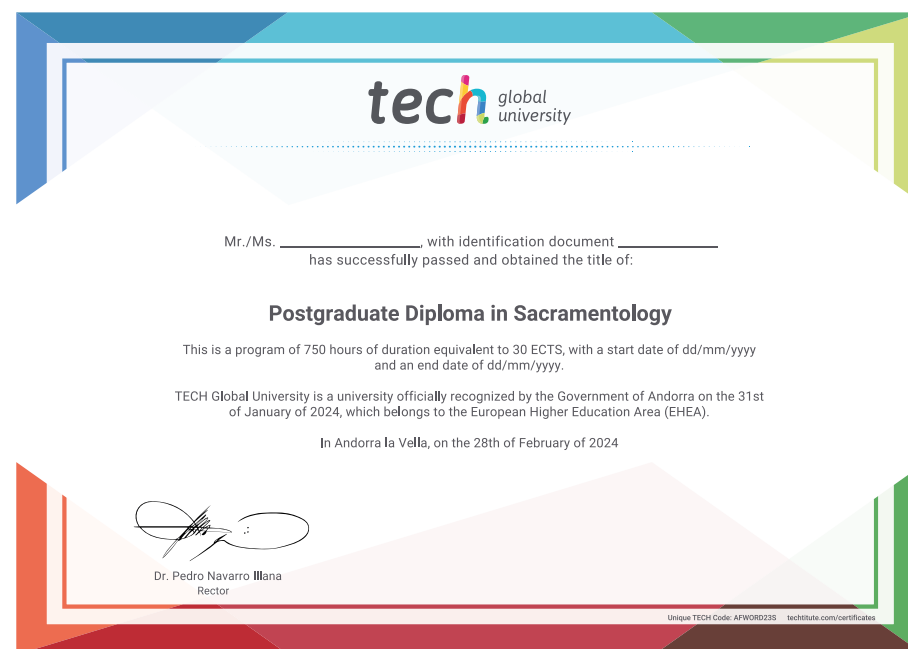 tech global university
Mr./Ms. ____________________, with identification document ______________
has successfully passed and obtained the title of:
Postgraduate Diploma in Sacramentology
This is a program of 750 hours of duration equivalent to 30 ECTS, with a start date of dd/mm/yyyy
and an end date of dd/mm/yyyy.
TECH Global University is a university officially recognized by the Government of Andorra on the 31st
of January of 2024, which belongs to the European Higher Education Area (EHEA).
In Andorra la Vella, on the 28th of February of 2024
Dr. Pedro Navarro Illana
Rector
Unique TECH Code: AFWORD23S techtitute.com/certificates